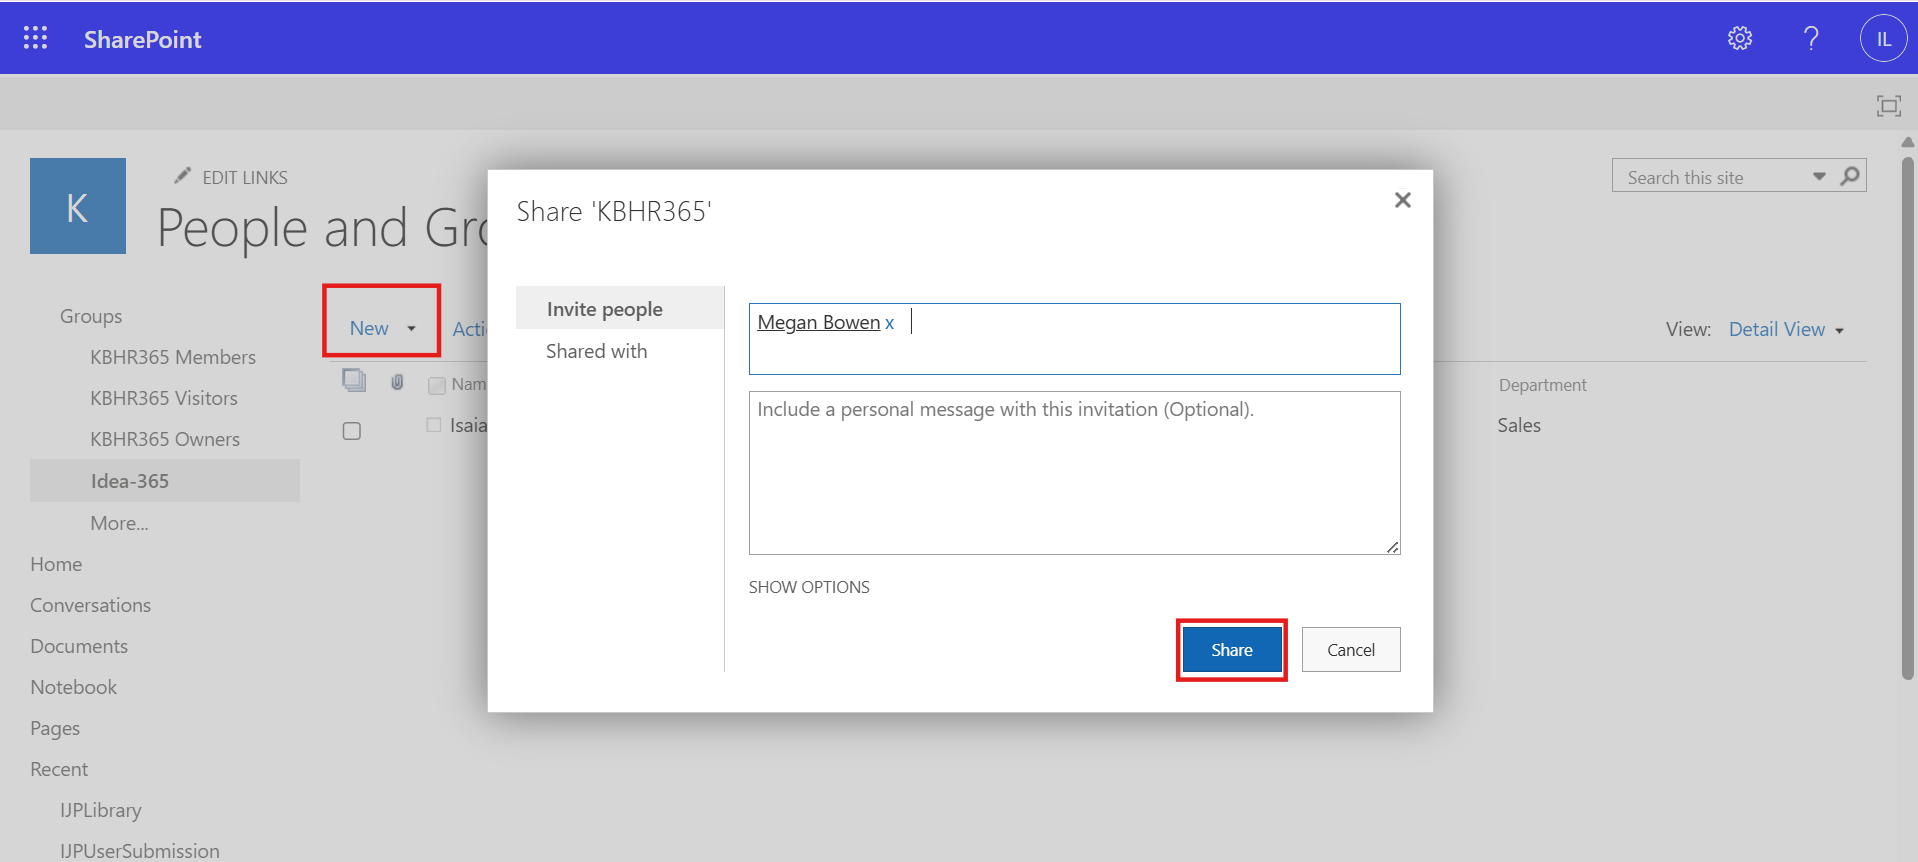 SharePoint
IL
K
EDIT LINKS
Search this site
People and Gro
Share 'KBHR365'
Groups
KBHR365 Members
KBHR365 Visitors
KBHR365 Owners
Idea-365
More...
Home
Conversations
Documents
Notebook
Pages
Recent
IJPLibrary
IJPUserSubmission
New
Acti
View: Detail View
Nam
Department
Isaia
Sales
Invite people
Shared with
Megan Bowen x
Include a personal message with this invitation (Optional).
SHOW OPTIONS
Share
Cancel